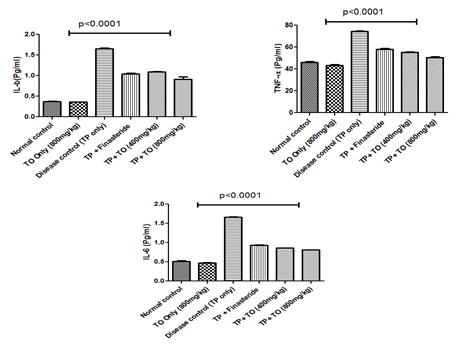 p<0.0001
IL-b(Pg/ml)
2.0
1.5
1.0
0.5
0.0
Normal control
TO Only (800mg/kg)
Disease control (TP only)
TP + Finasteride
TP+ TO (400mg/kg)
TP+ TO (800mg/kg)
p<0.0001
TNF-α (Pg/ml)
80
60
40
20
0
Normal control
TO Only (800mg/kg)
Disease control (TP only)
TP + Finasteride
TP+ TO (400mg/kg)
TP+ TO (800mg/kg)
p<0.0001
IL-6 (Pg/ml)
2.0
1.5
1.0
0.5
0.0
Normal control
TO Only (800mg/kg)
Disease control (TP only)
TP + Finasteride
TP+ TO (400mg/kg)
TP+ TO (800mg/kg)